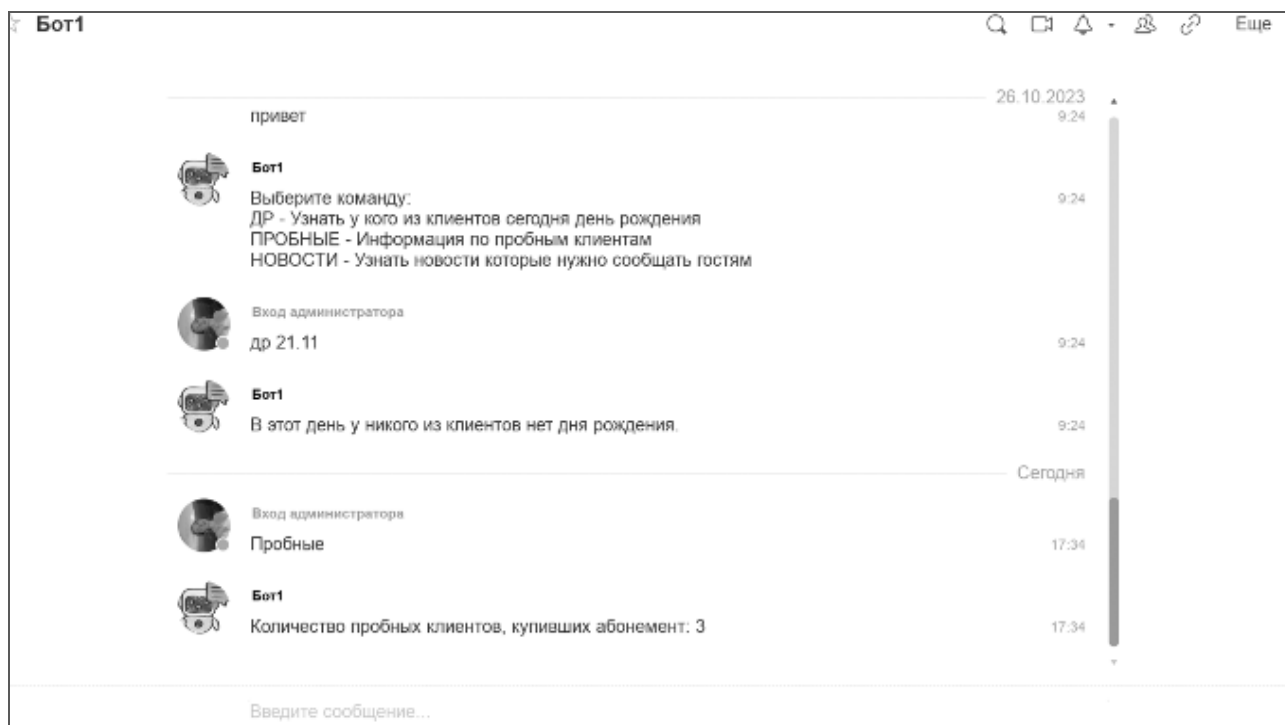 Бот1
Еще
26.10.2023
привет 9:24
Бот1
Выберите команду: 9:24
ДР - Узнать у кого из клиентов сегодня день рождения
ПРОБНЫЕ - Информация по пробным клиентам
НОВОСТИ - Узнать новости которые нужно сообщать гостям
Вход администратора
др 21.11 9:24
Бот1
В этот день у никого из клиентов нет дня рождения. 9:24
Сегодня
Вход администратора
Пробные 17:34
Бот1
Количество пробных клиентов, купивших абонемент: 3 17:34
Введите сообщение...